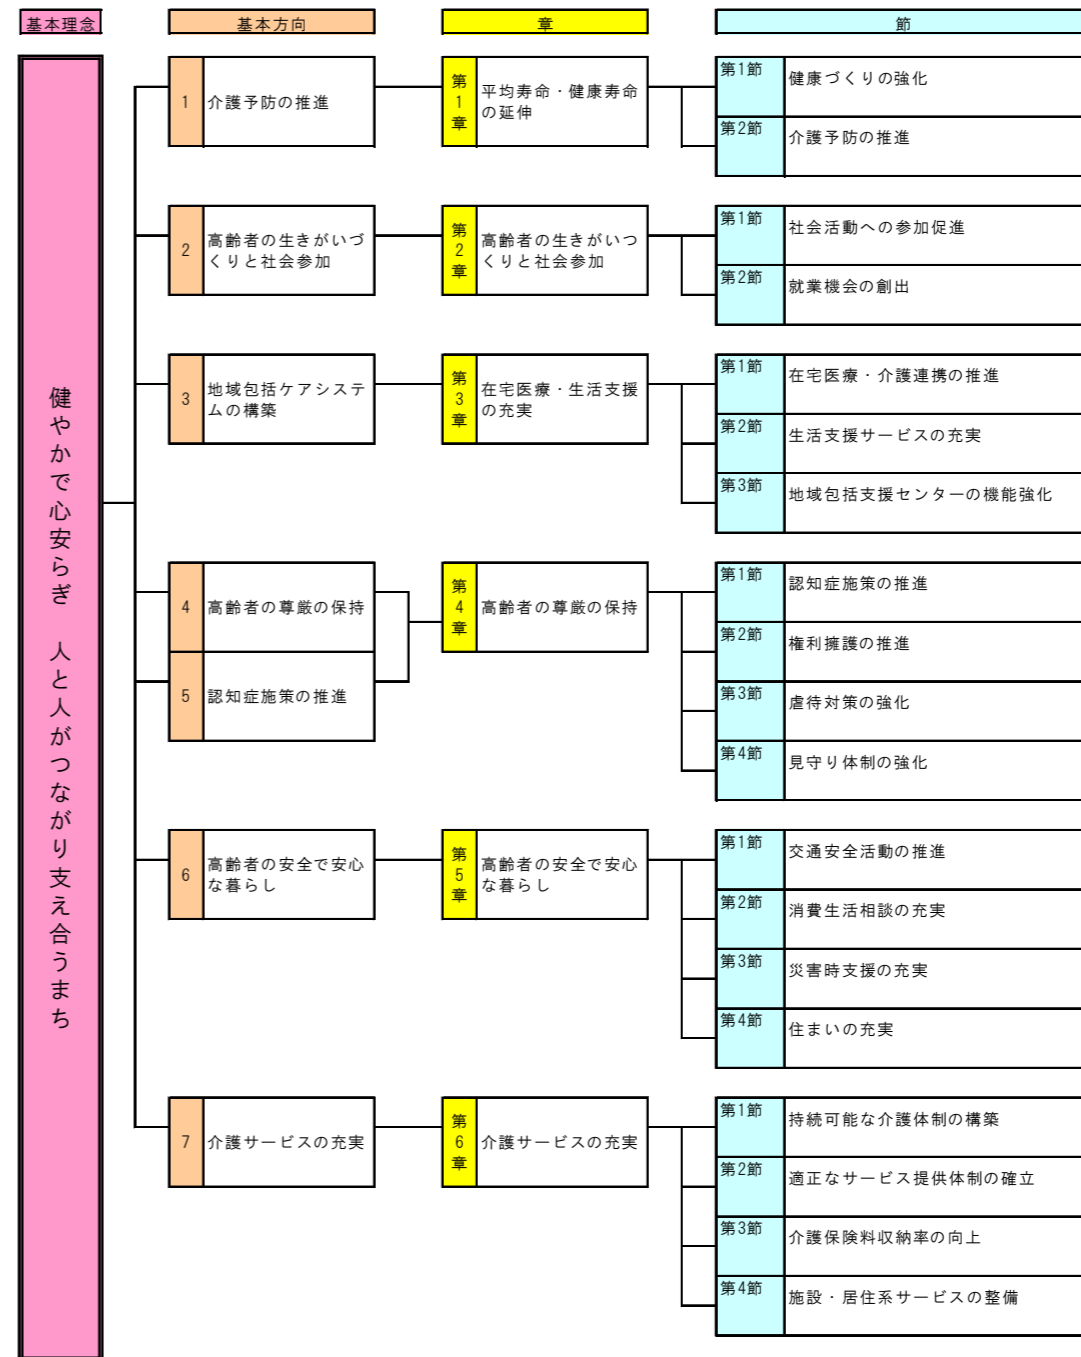 基本理念
基本方向
章
節
健やかで心安らぎ　人と人がつながり支え合うまち
1
介護予防の推進
第1章
平均寿命・健康寿命
の延伸
第1節
健康づくりの強化
第2節
介護予防の推進
2
高齢者の生きがいづ
くりと社会参加
第2章
高齢者の生きがいつ
くりと社会参加
第1節
社会活動への参加促進
第2節
就業機会の創出
3
地域包括ケアシステ
ムの構築
第3章
在宅医療・生活支援
の充実
第1節
在宅医療・介護連携の推進
第2節
生活支援サービスの充実
第3節
地域包括支援センターの機能強化
4
高齢者の尊厳の保持
5
認知症施策の推進
第4章
高齢者の尊厳の保持
第1節
認知症施策の推進
第2節
権利擁護の推進
第3節
虐待対策の強化
第4節
見守り体制の強化
6
高齢者の安全で安心
な暮らし
第5章
高齢者の安全で安心
な暮らし
第1節
交通安全活動の推進
第2節
消費生活相談の充実
第3節
災害時支援の充実
第4節
住まいの充実
7
介護サービスの充実
第6章
介護サービスの充実
第1節
持続可能な介護体制の構築
第2節
適正なサービス提供体制の確立
第3節
介護保険料収納率の向上
第4節
施設・居住系サービスの整備